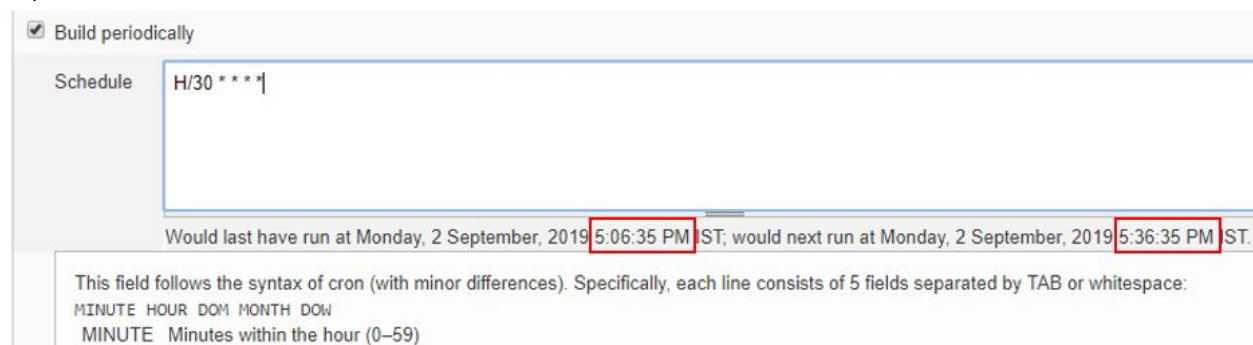 Build periodically
Schedule H/30 * * * *
Would last have run at Monday, 2 September, 2019 5:06:35 PM IST; would next run at Monday, 2 September, 2019 5:36:35 PM IST.
This field follows the syntax of cron (with minor differences). Specifically, each line consists of 5 fields separated by TAB or whitespace:
MINUTE HOUR DOM MONTH DOW
MINUTE Minutes within the hour (0–59)